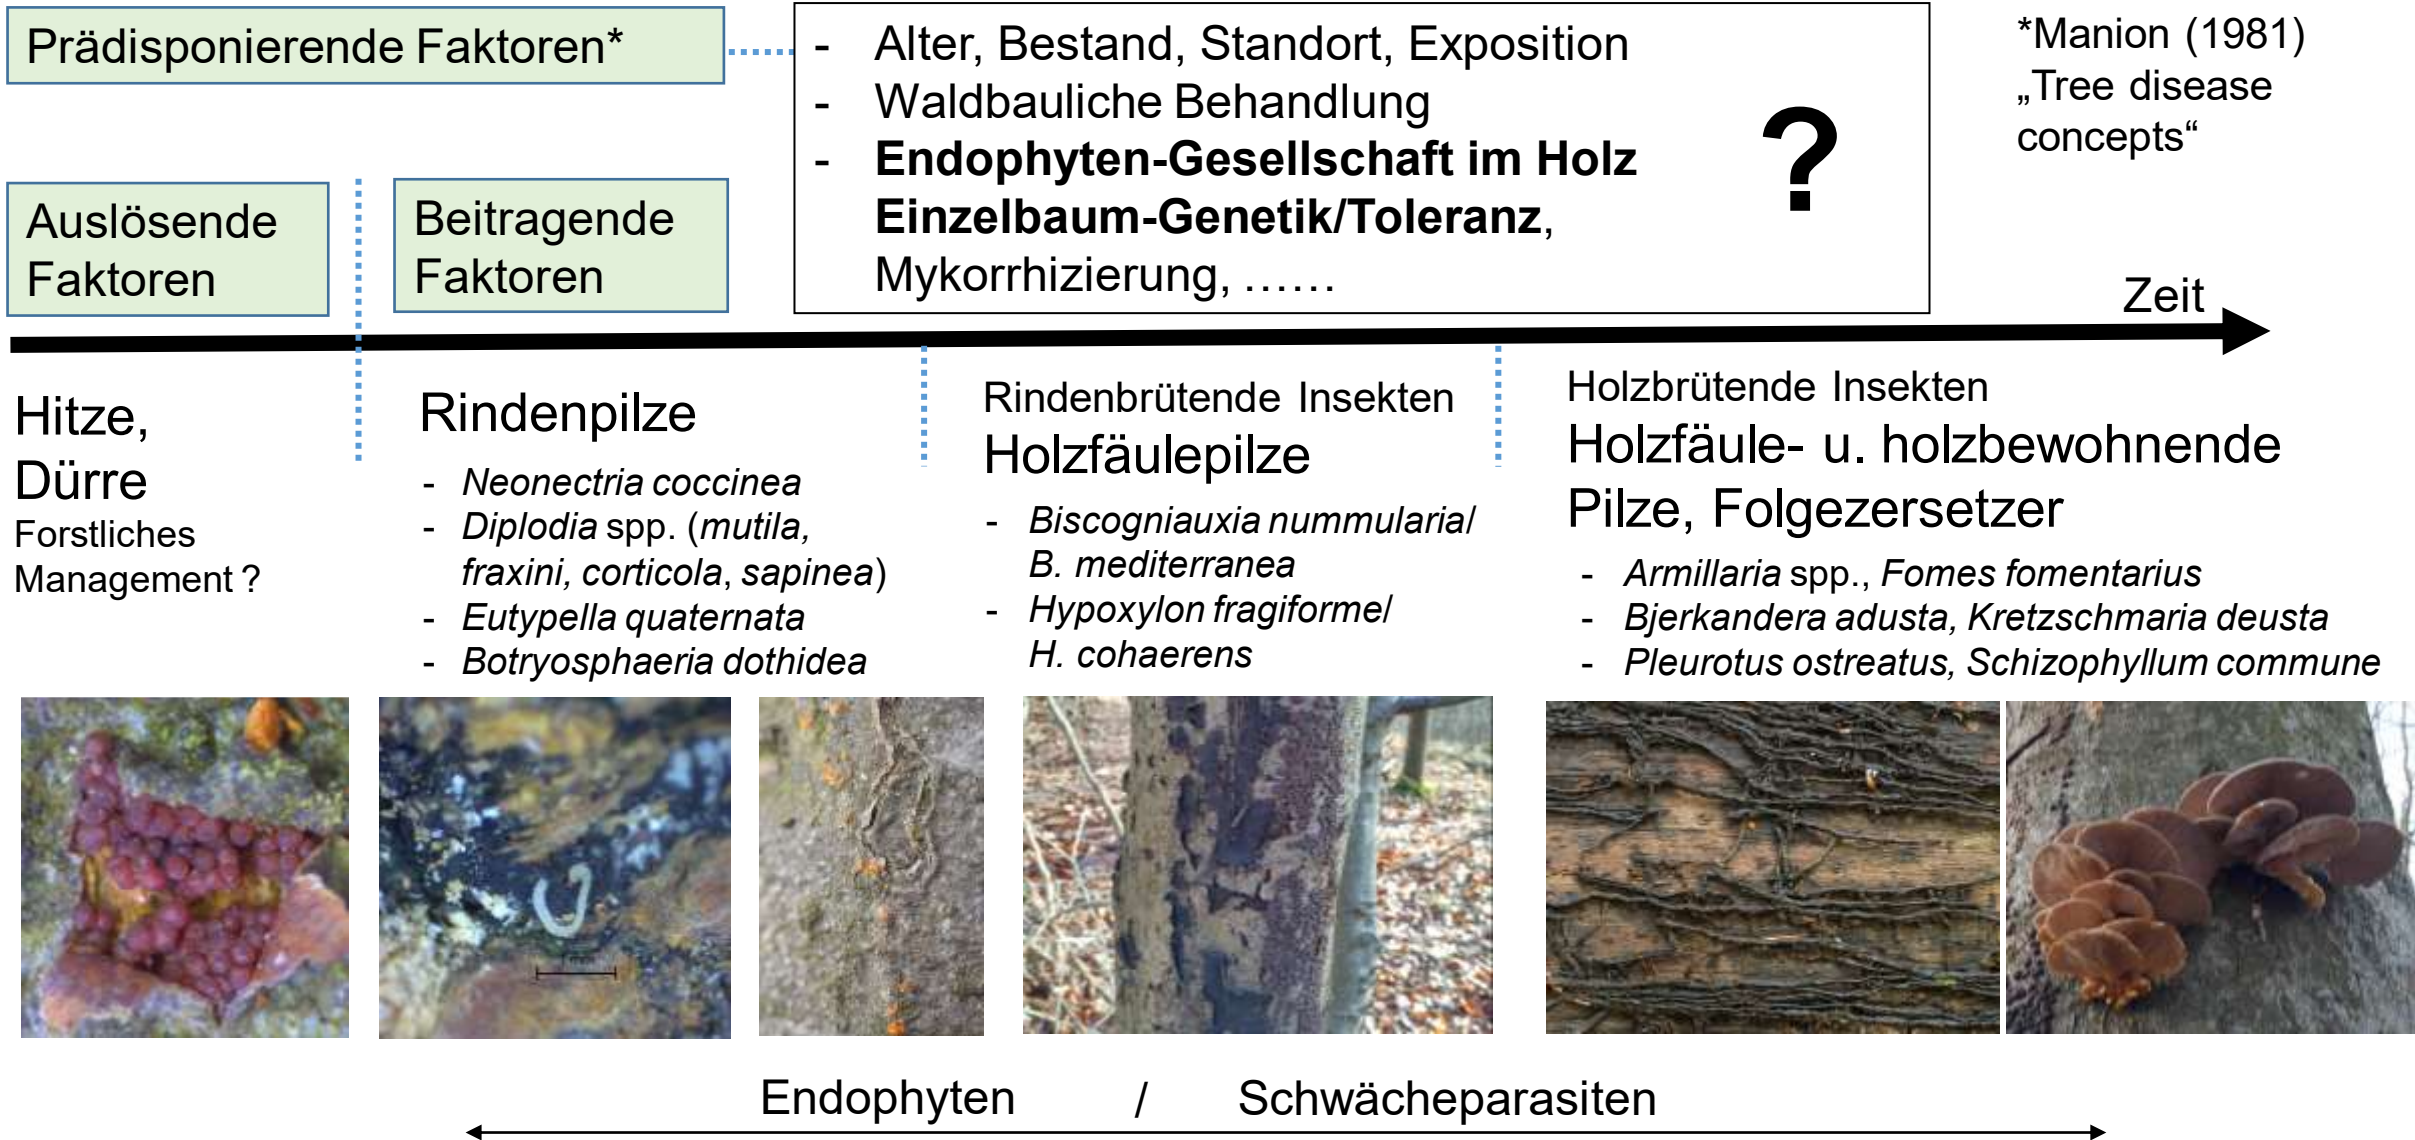 Prädisponierende Faktoren*
- Alter, Bestand, Standort, Exposition
- Waldbauliche Behandlung
- Endophyten-Gesellschaft im Holz
Einzelbaum-Genetik/Toleranz,
Mykorrhizierung, ……
?
*Manion (1981)
„Tree disease
concepts“
Auslösende
Faktoren
Beitragende
Faktoren
Zeit
Hitze,
Dürre
Forstliches
Management ?
Rindenpilze
- Neonectria coccinea
- Diplodia spp. (mutila,
fraxini, corticola, sapinea)
- Eutypella quaternata
- Botryosphaeria dothidea
Rindenbrütende Insekten
Holzfäulepilze
- Biscogniauxia nummularia/
B. mediterranea
- Hypoxylon fragiforme/
H. cohaerens
Holzbrütende Insekten
Holzfäule- u. holzbewohnende
Pilze, Folgezersetzer
- Armillaria spp., Fomes fomentarius
- Bjerkandera adusta, Kretzschmaria deusta
- Pleurotus ostreatus, Schizophyllum commune
Endophyten / Schwächeparasiten